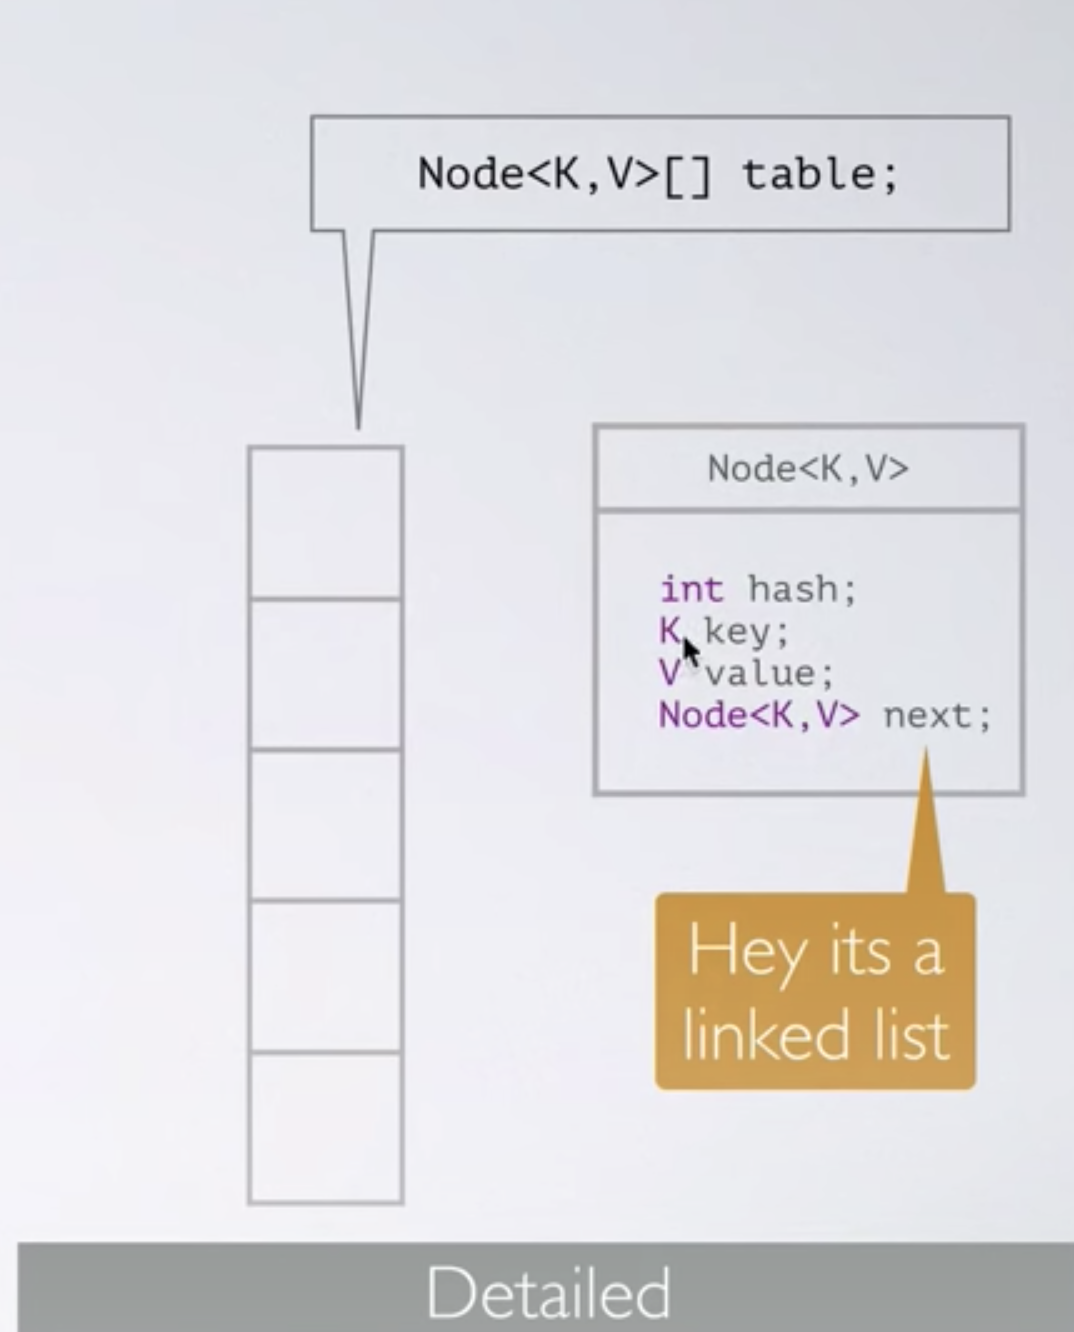 Node<K,V>[] table;
Node<K,V>
int hash;
K key;
V value;
Node<K,V> next;
Hey its a
linked list
Detailed